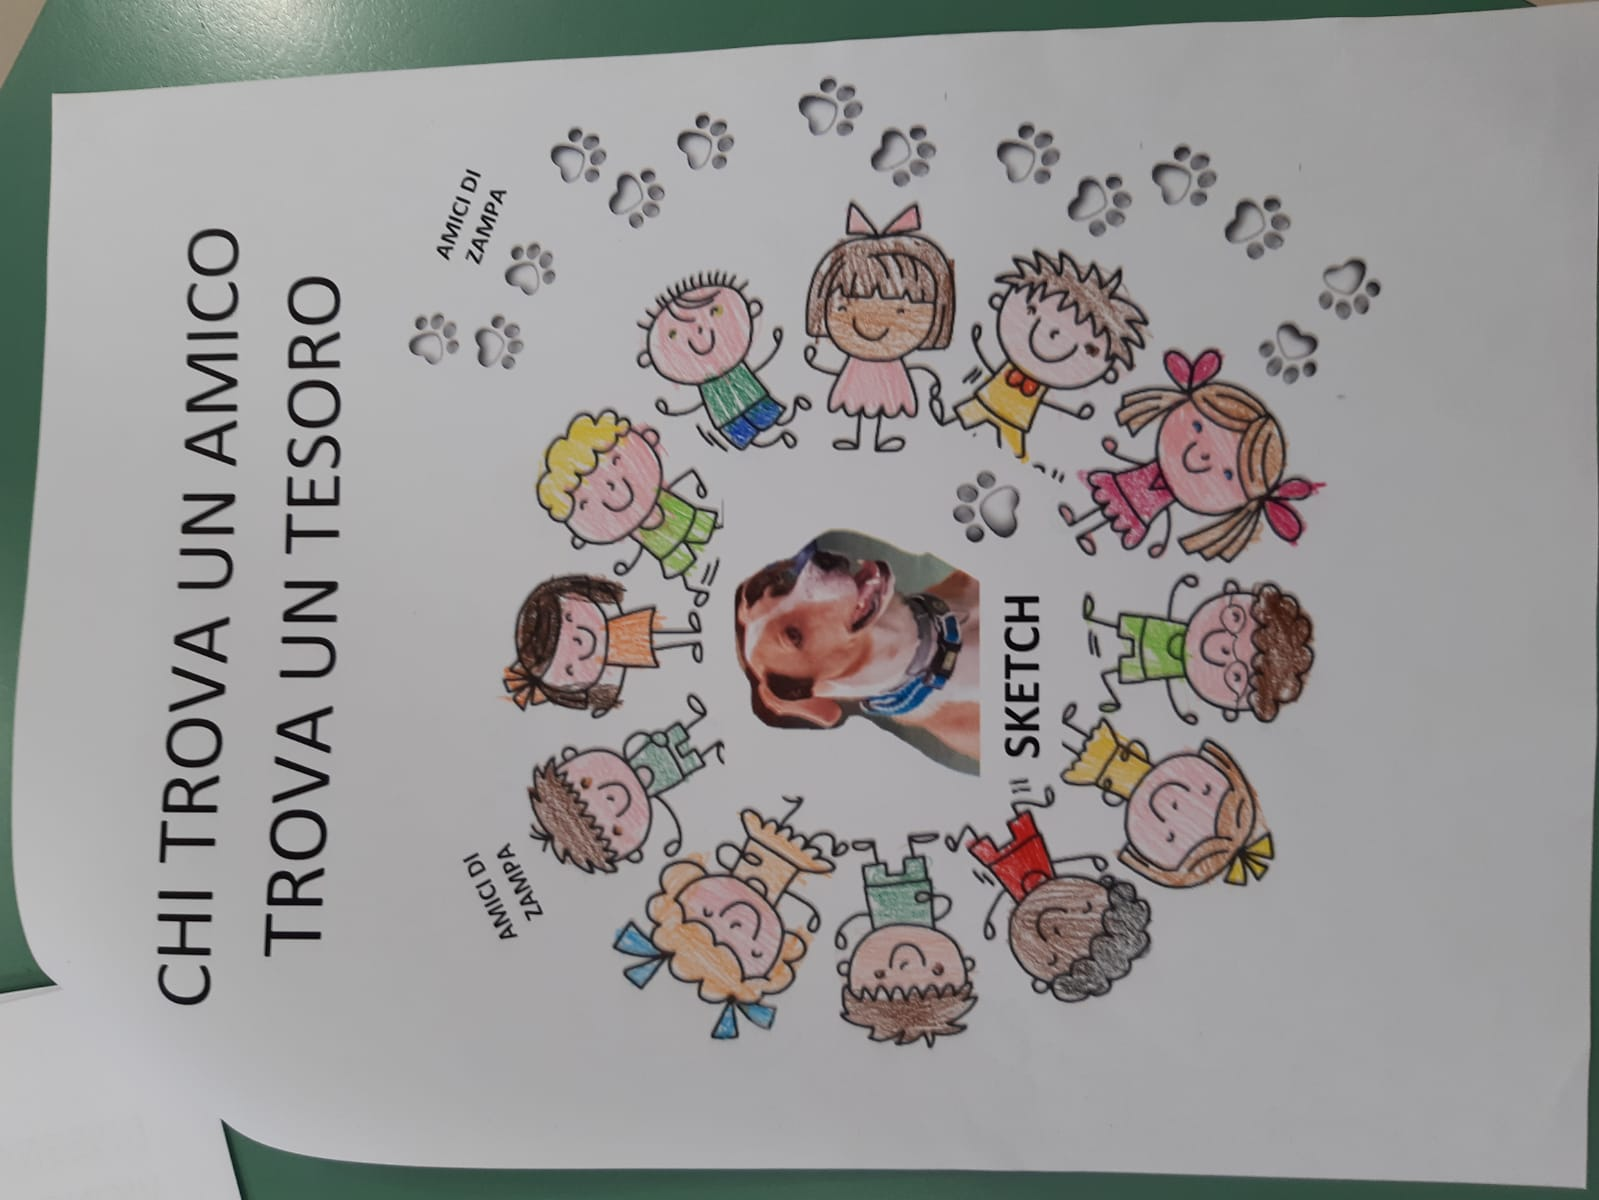 CHI TROVA UN AMICO
TROVA UN TESORO
AMICI DI
ZAMPA
AMICI DI
ZAMPA
SKETCH